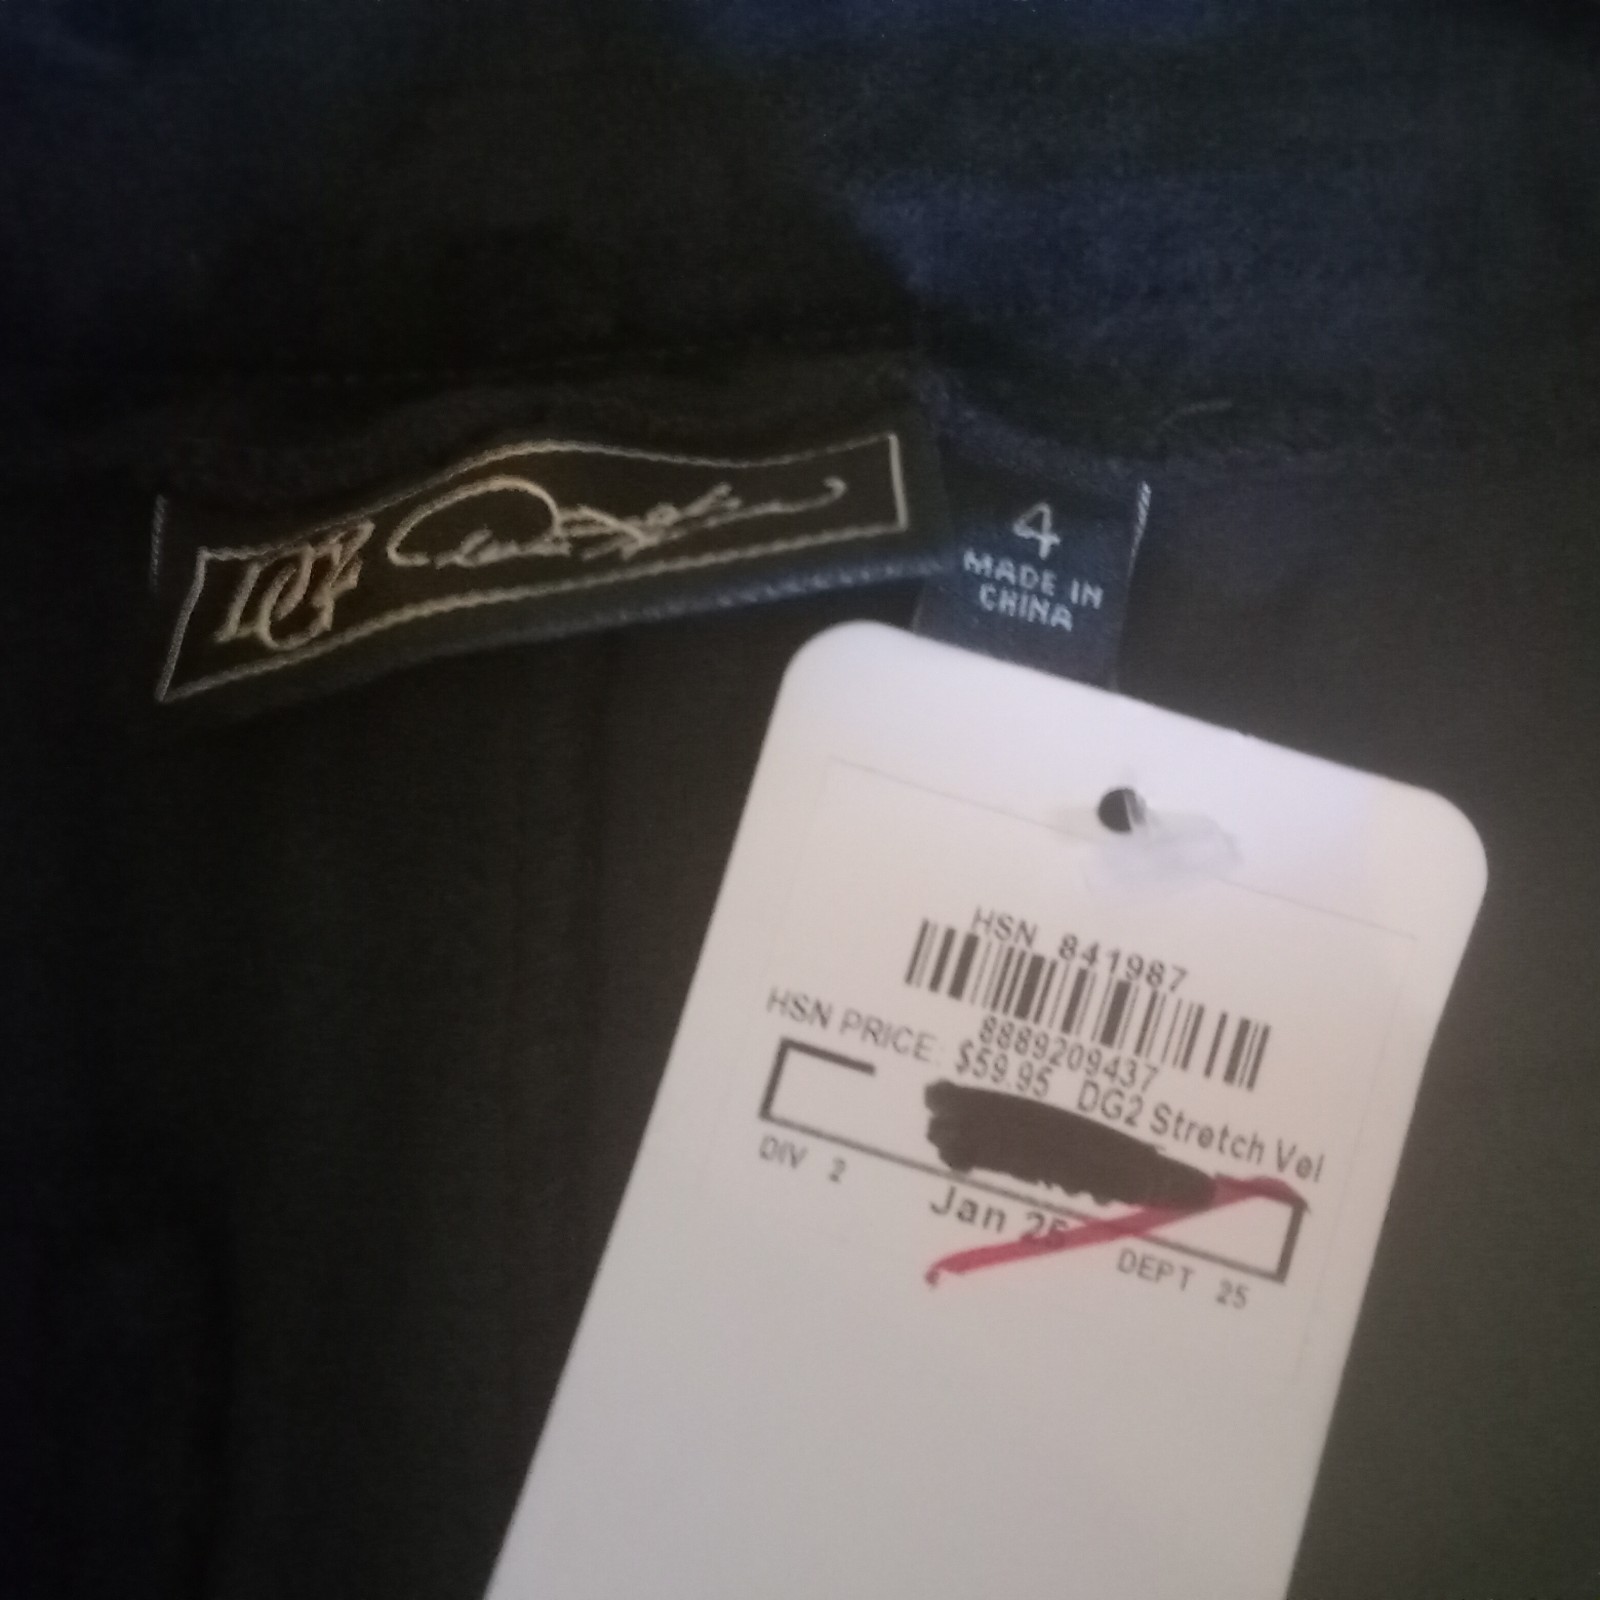 DG2
4
MADE IN
CHINA
HSN 841987
8889209437
HSN PRICE: $59.95 DG2 Stretch Vel
DIV 2
Jan 25
DEPT 25